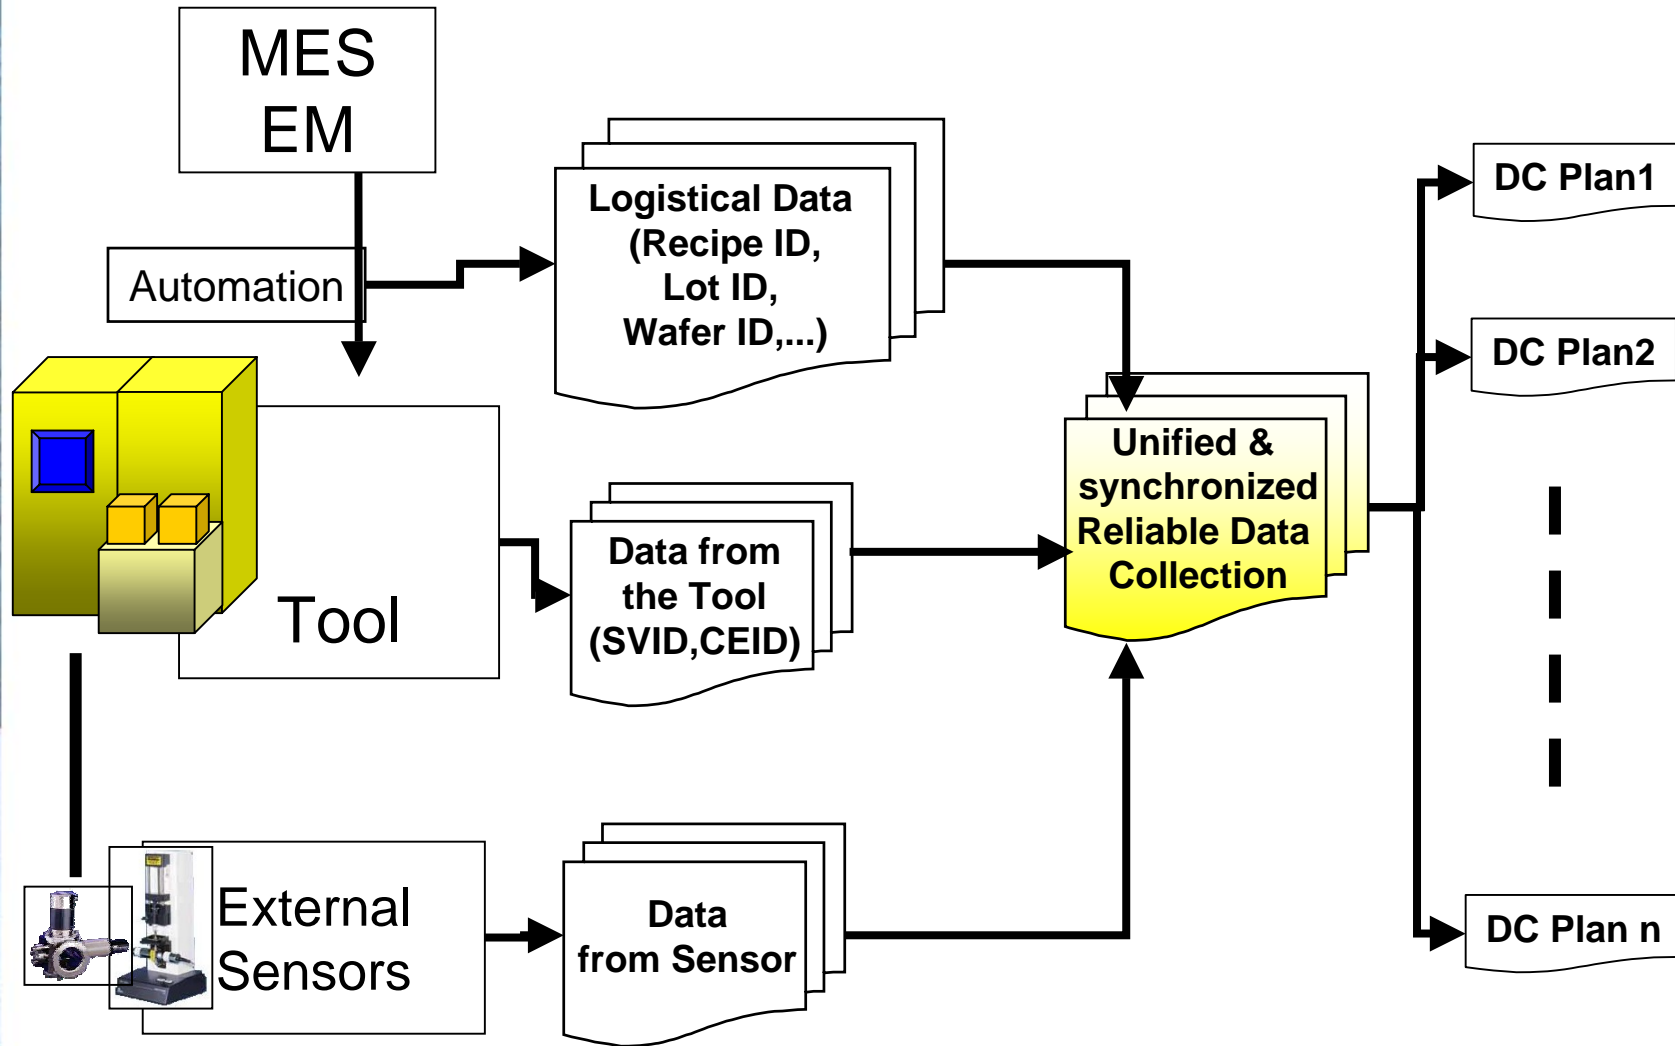 MES
EM
Automation
Logistical Data
(Recipe ID,
Lot ID,
Wafer ID,...)
Tool
Data from
the Tool
(SVID,CEID)
External
Sensors
Data
from Sensor
Unified &
synchronized
Reliable Data
Collection
DC Plan1
DC Plan2
DC Plan n